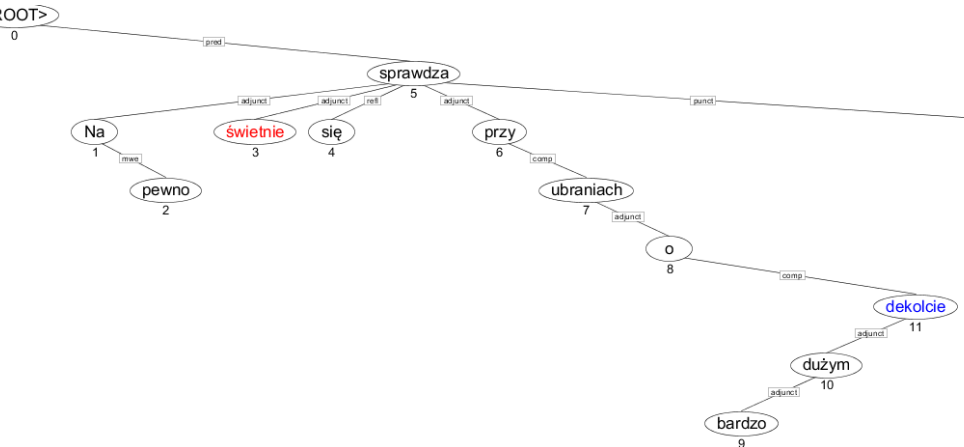 ROOT>
0
pred
sprawdza
5
adjunct
adjunct
refl
adjunct
punct
Na
1
świetnie
3
się
4
przy
6
mwe
comp
pewno
2
ubraniach
7
adjunct
o
8
comp
dekolcie
11
adjunct
dużym
10
adjunct
bardzo
9